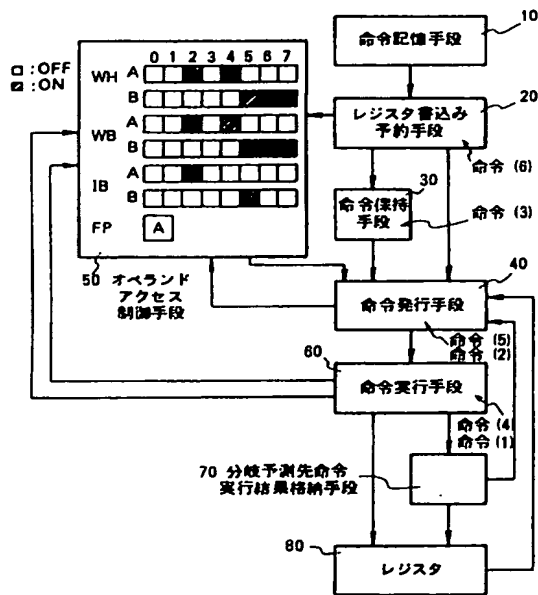 □:OFF
▨:ON
0 1 2 3 4 5 6 7
WH A
B
WB A
B
IB A
B
FP A
50 オペランド
アクセス
制御手段
10
命令記憶手段
20
レジスタ書込み
予約手段
命令 (6)
30
命令保持
手段
命令 (3)
40
命令発行手段
命令 (5)
命令 (2)
60
命令実行手段
命令 (4)
命令 (1)
70 分岐予測先命令
実行結果格納手段
80
レジスタ